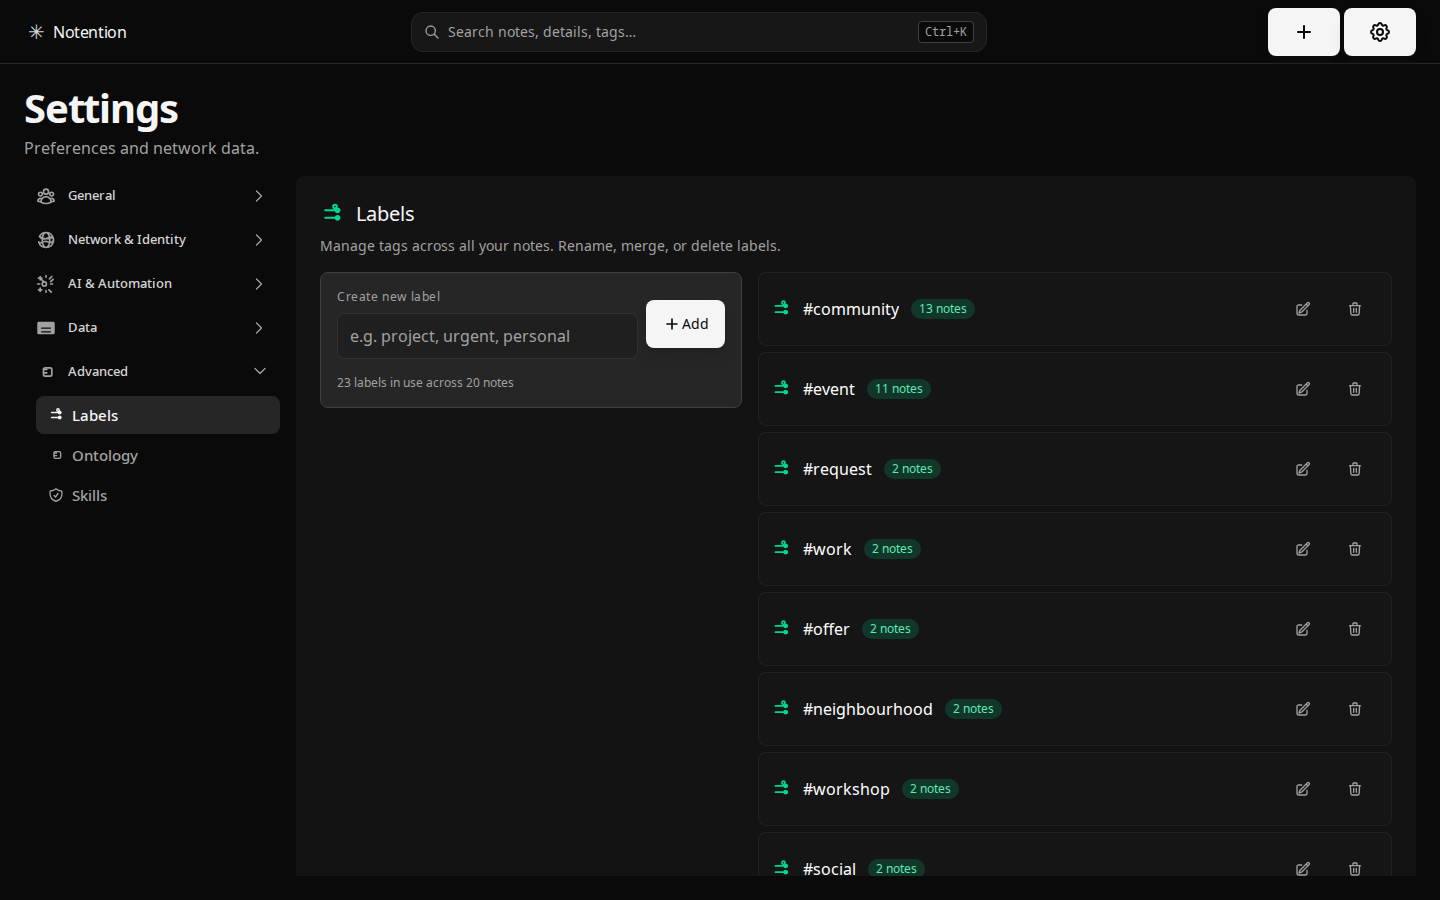 Notention
Search notes, details, tags...
Ctrl+K
Settings
Preferences and network data.
General
Network & Identity
AI & Automation
Data
Advanced
Labels
Ontology
Skills
Labels
Manage tags across all your notes. Rename, merge, or delete labels.
Create new label
e.g. project, urgent, personal
Add
23 labels in use across 20 notes
#community 13 notes
#event 11 notes
#request 2 notes
#work 2 notes
#offer 2 notes
#neighbourhood 2 notes
#workshop 2 notes
#social 2 notes